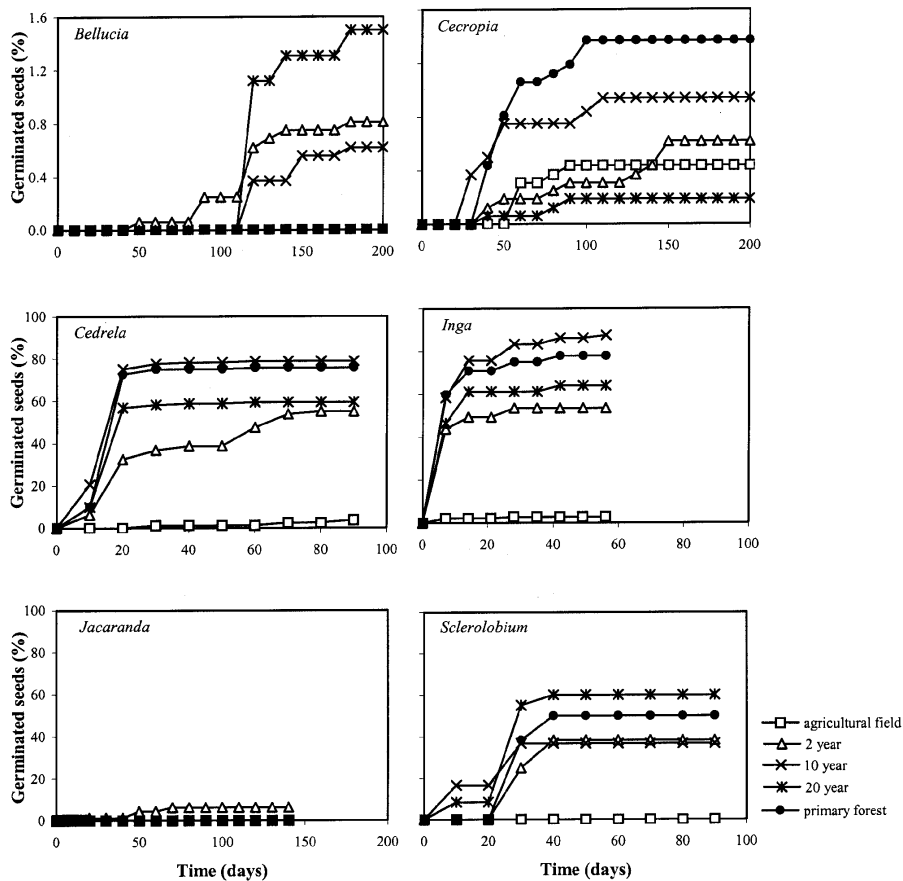 Bellucia
Germinated seeds (%)
1.6
1.2
0.8
0.4
0.0
0 50 100 150 200
Cecropia
0 50 100 150 200
Cedrela
Germinated seeds (%)
100
80
60
40
20
0
0 20 40 60 80 100
Inga
0 20 40 60 80 100
Jacaranda
Germinated seeds (%)
100
80
60
40
20
0
0 50 100 150 200
Time (days)
Sclerolobium
0 20 40 60 80 100
Time (days)
agricultural field
2 year
10 year
20 year
primary forest